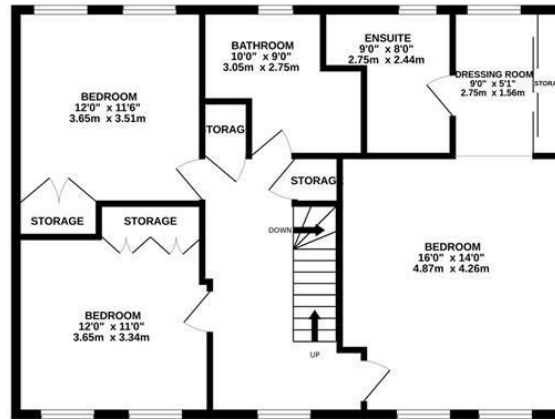 BATHROOM
10'0" x 9'0"
3.05m x 2.75m
ENSUITE
9'0" x 8'0"
2.75m x 2.44m
DRESSING ROOM
9'0" x 5'1"
2.75m x 1.56m
STORA
BEDROOM
12'0" x 11'6"
3.65m x 3.51m
TORAG
STORAG
STORAGE
STORAGE
DOWN
BEDROOM
16'0" x 14'0"
4.87m x 4.26m
BEDROOM
12'0" x 11'0"
3.65m x 3.34m
UP